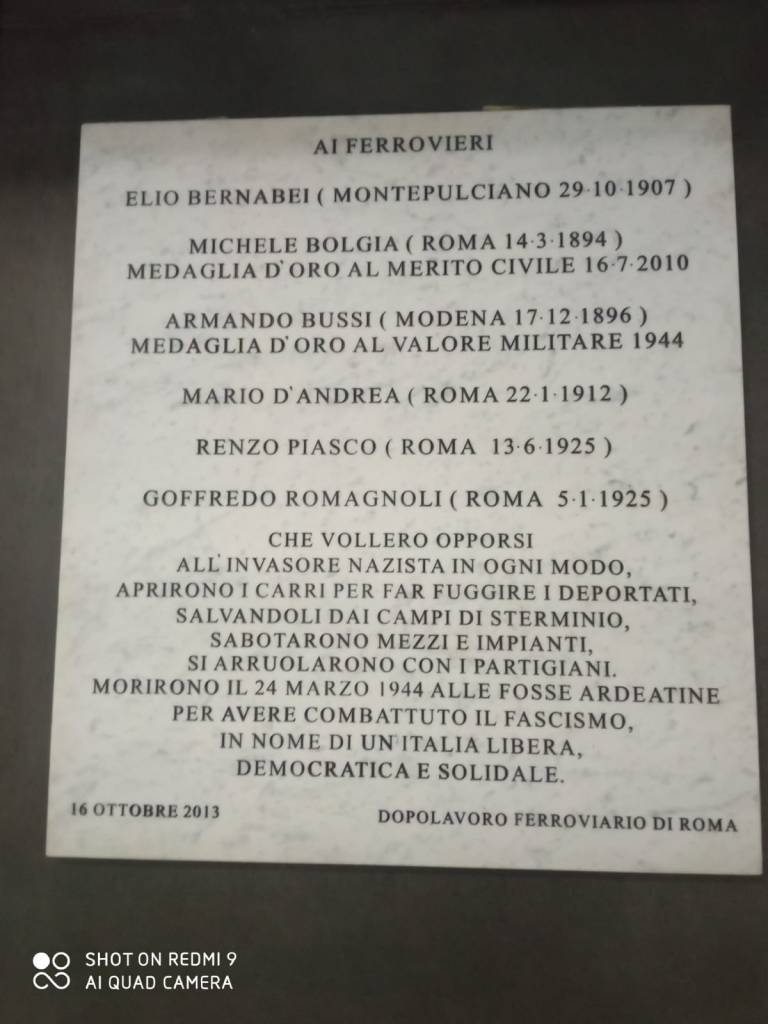 AI FERROVIERI
ELIO BERNABEI ( MONTEPULCIANO 29·10·1907 )
MICHELE BOLGIA ( ROMA 14·3·1894 )
MEDAGLIA D'ORO AL MERITO CIVILE 16·7·2010
ARMANDO BUSSI ( MODENA 17·12·1896 )
MEDAGLIA D'ORO AL VALORE MILITARE 1944
MARIO D'ANDREA ( ROMA 22·1·1912 )
RENZO PIASCO ( ROMA 13·6·1925 )
GOFFREDO ROMAGNOLI ( ROMA 5·1·1925 )
CHE VOLLERO OPPORSI
ALL'INVASORE NAZISTA IN OGNI MODO,
APRIRONO I CARRI PER FAR FUGGIRE I DEPORTATI,
SALVANDOLI DAI CAMPI DI STERMINIO,
SABOTARONO MEZZI E IMPIANTI,
SI ARRUOLARONO CON I PARTIGIANI.
MORIRONO IL 24 MARZO 1944 ALLE FOSSE ARDEATINE
PER AVERE COMBATTUTO IL FASCISMO,
IN NOME DI UN'ITALIA LIBERA,
DEMOCRATICA E SOLIDALE.
16 OTTOBRE 2013
DOPOLAVORO FERROVIARIO DI ROMA
SHOT ON REDMI 9
AI QUAD CAMERA